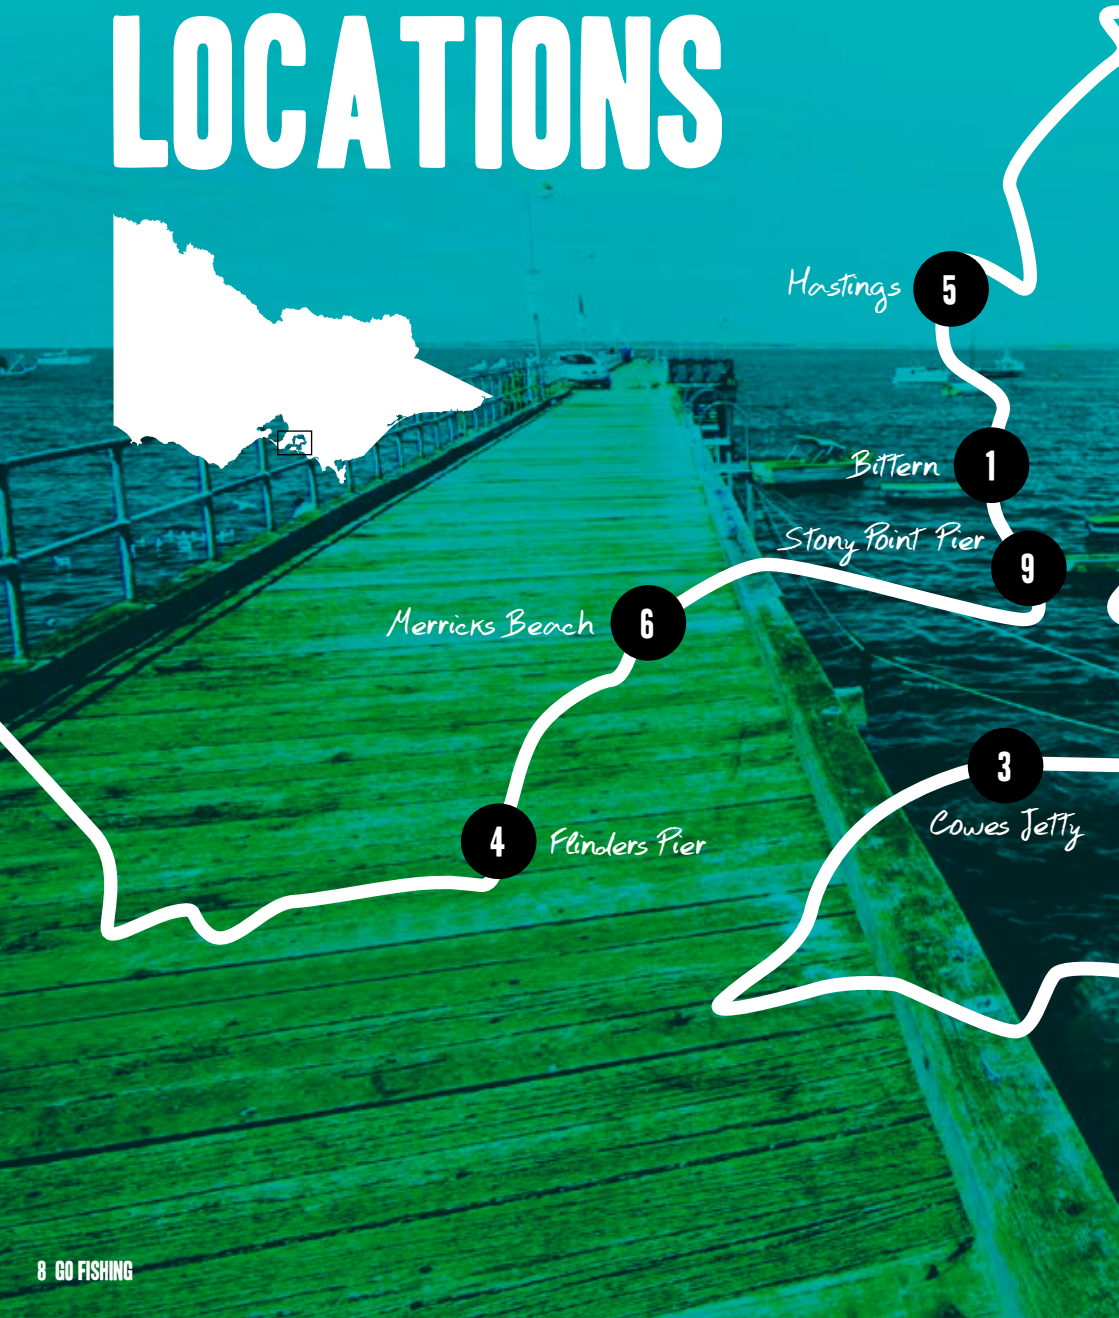 LOCATIONS
Hastings
5
Bittern
1
Stony Point Pier
9
Merricks Beach
6
3
Cowes Jetty
4
Flinders Pier
8 GO FISHING